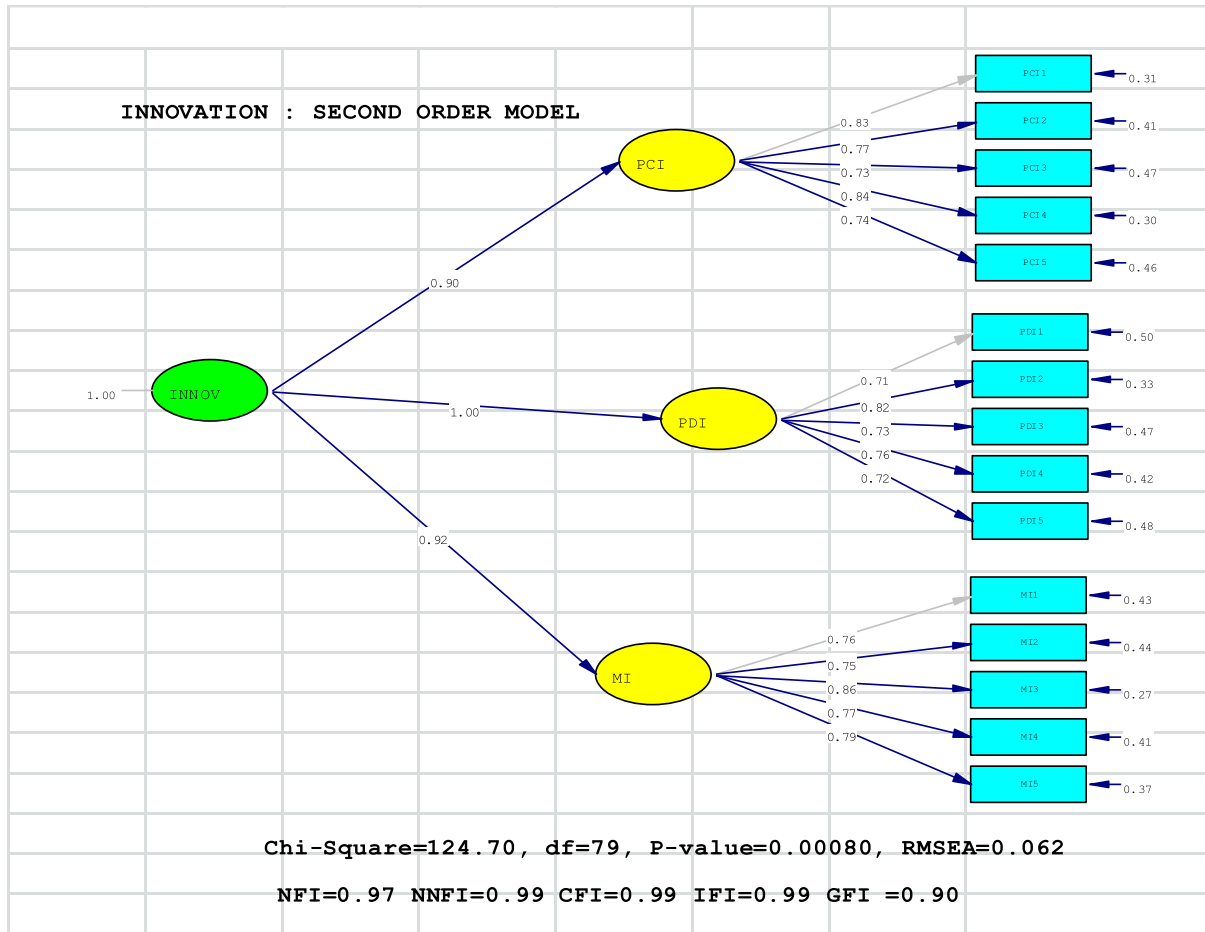 INNOVATION : SECOND ORDER MODEL
PCI1
0.31
0.83
PCI2
0.41
0.77
PCI
PCI3
0.47
0.73
0.84
PCI4
0.30
0.74
PCI5
0.46
0.90
PDI1
0.50
0.71
PDI2
0.33
1.00
INNOV
0.82
1.00
PDI
PDI3
0.47
0.73
0.76
PDI4
0.42
0.72
PDI5
0.48
0.92
MI1
0.43
0.76
MI2
0.44
0.75
MI
MI3
0.27
0.86
0.77
MI4
0.41
0.79
MI5
0.37
Chi-Square=124.70, df=79, P-value=0.00080, RMSEA=0.062
NFI=0.97 NNFI=0.99 CFI=0.99 IFI=0.99 GFI =0.90